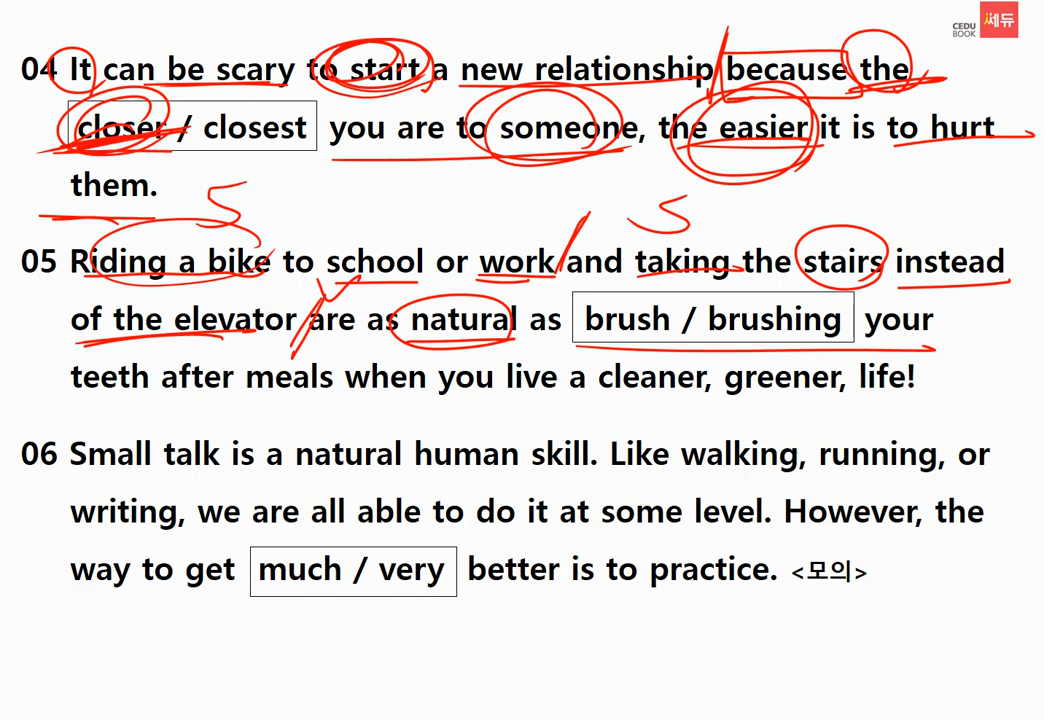 CEDU
BOOK
쎄듀
04 It can be scary to start a new relationship because the
closer / closest you are to someone, the easier it is to hurt
them.
S S
05 Riding a bike to school or work and taking the stairs instead
V
of the elevator are as natural as brush / brushing your
teeth after meals when you live a cleaner, greener, life!
06 Small talk is a natural human skill. Like walking, running, or
writing, we are all able to do it at some level. However, the
way to get much / very better is to practice. <모의>